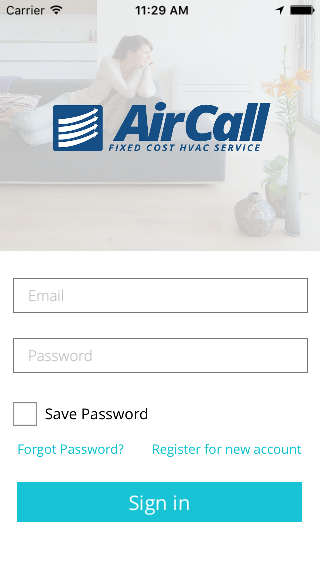 Carrier 11:29 AM
AirCall
FIXED COST HVAC SERVICE
Email
Password
Save Password
Forgot Password? Register for new account
Sign in